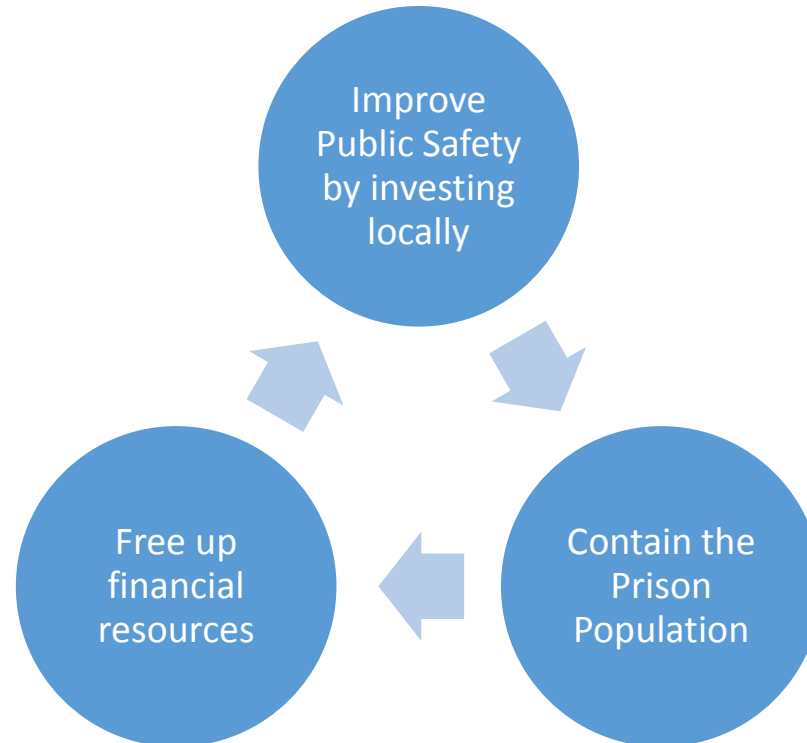 Improve
Public Safety
by investing
locally
Free up
financial
resources
Contain the
Prison
Population